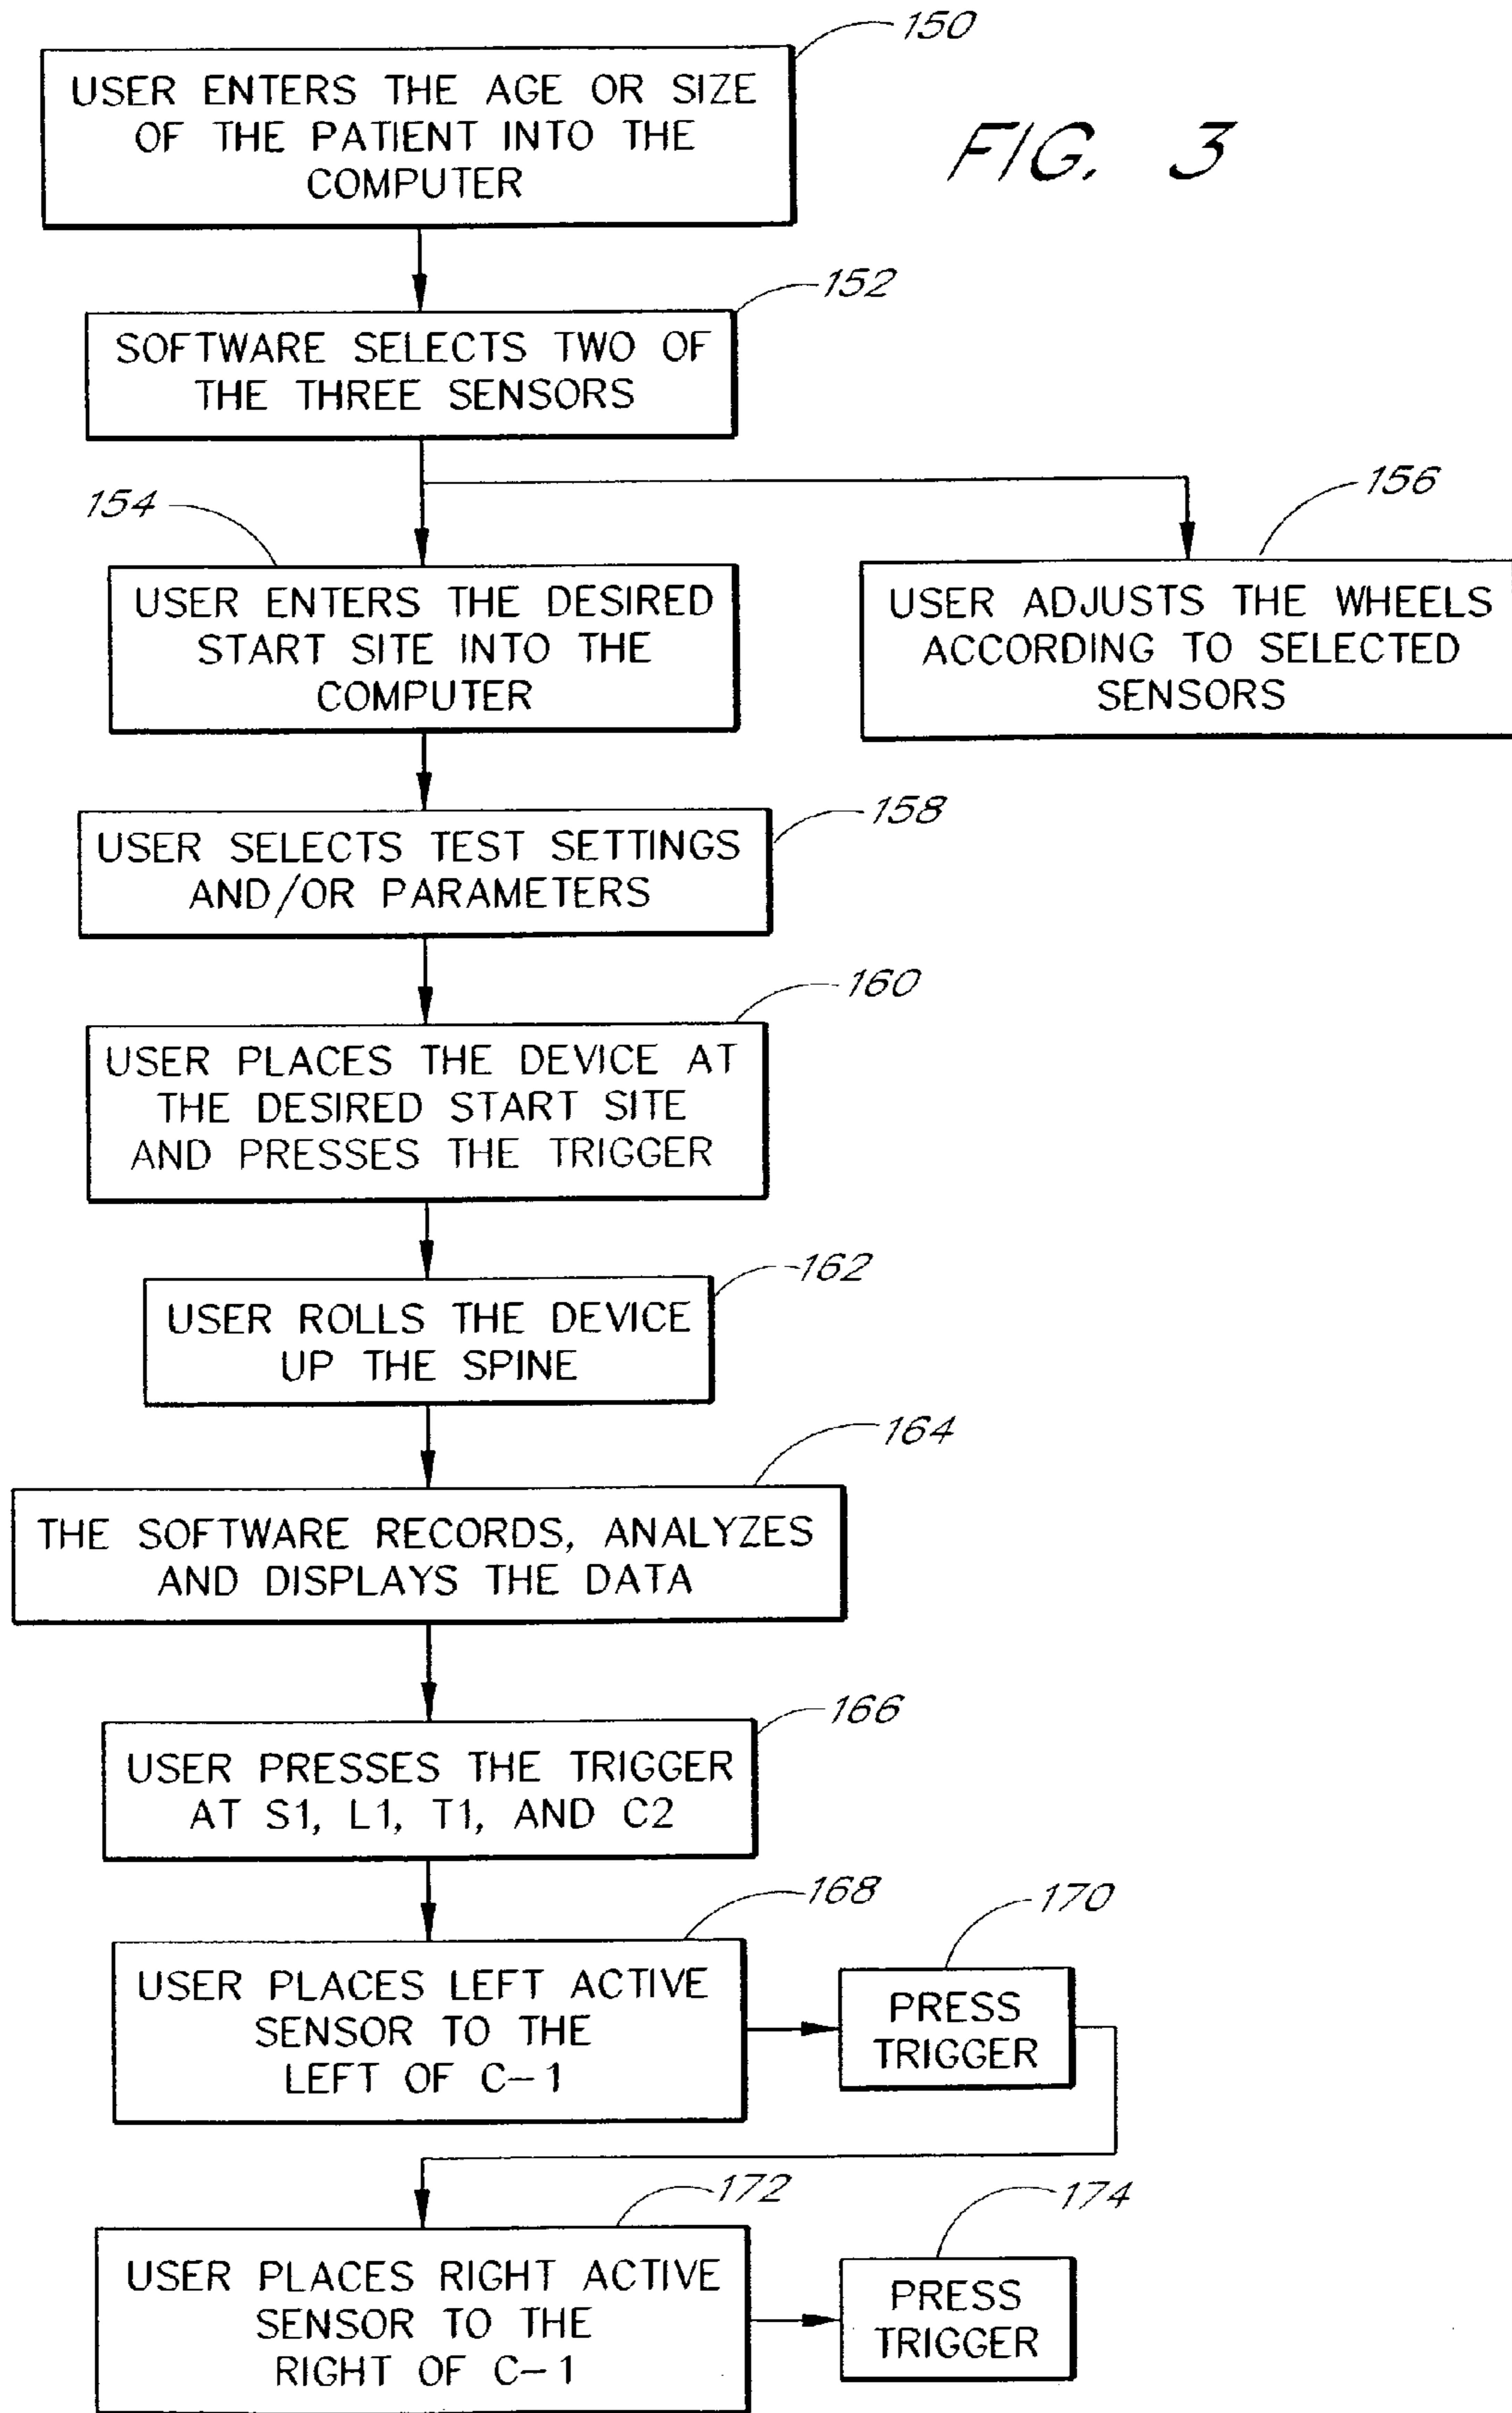 150
USER ENTERS THE AGE OR SIZE
OF THE PATIENT INTO THE
COMPUTER
FIG. 3
152
SOFTWARE SELECTS TWO OF
THE THREE SENSORS
154
USER ENTERS THE DESIRED
START SITE INTO THE
COMPUTER
156
USER ADJUSTS THE WHEELS
ACCORDING TO SELECTED
SENSORS
158
USER SELECTS TEST SETTINGS
AND/OR PARAMETERS
160
USER PLACES THE DEVICE AT
THE DESIRED START SITE
AND PRESSES THE TRIGGER
162
USER ROLLS THE DEVICE
UP THE SPINE
164
THE SOFTWARE RECORDS, ANALYZES
AND DISPLAYS THE DATA
166
USER PRESSES THE TRIGGER
AT S1, L1, T1, AND C2
168
USER PLACES LEFT ACTIVE
SENSOR TO THE
LEFT OF C-1
170
PRESS
TRIGGER
172
USER PLACES RIGHT ACTIVE
SENSOR TO THE
RIGHT OF C-1
174
PRESS
TRIGGER